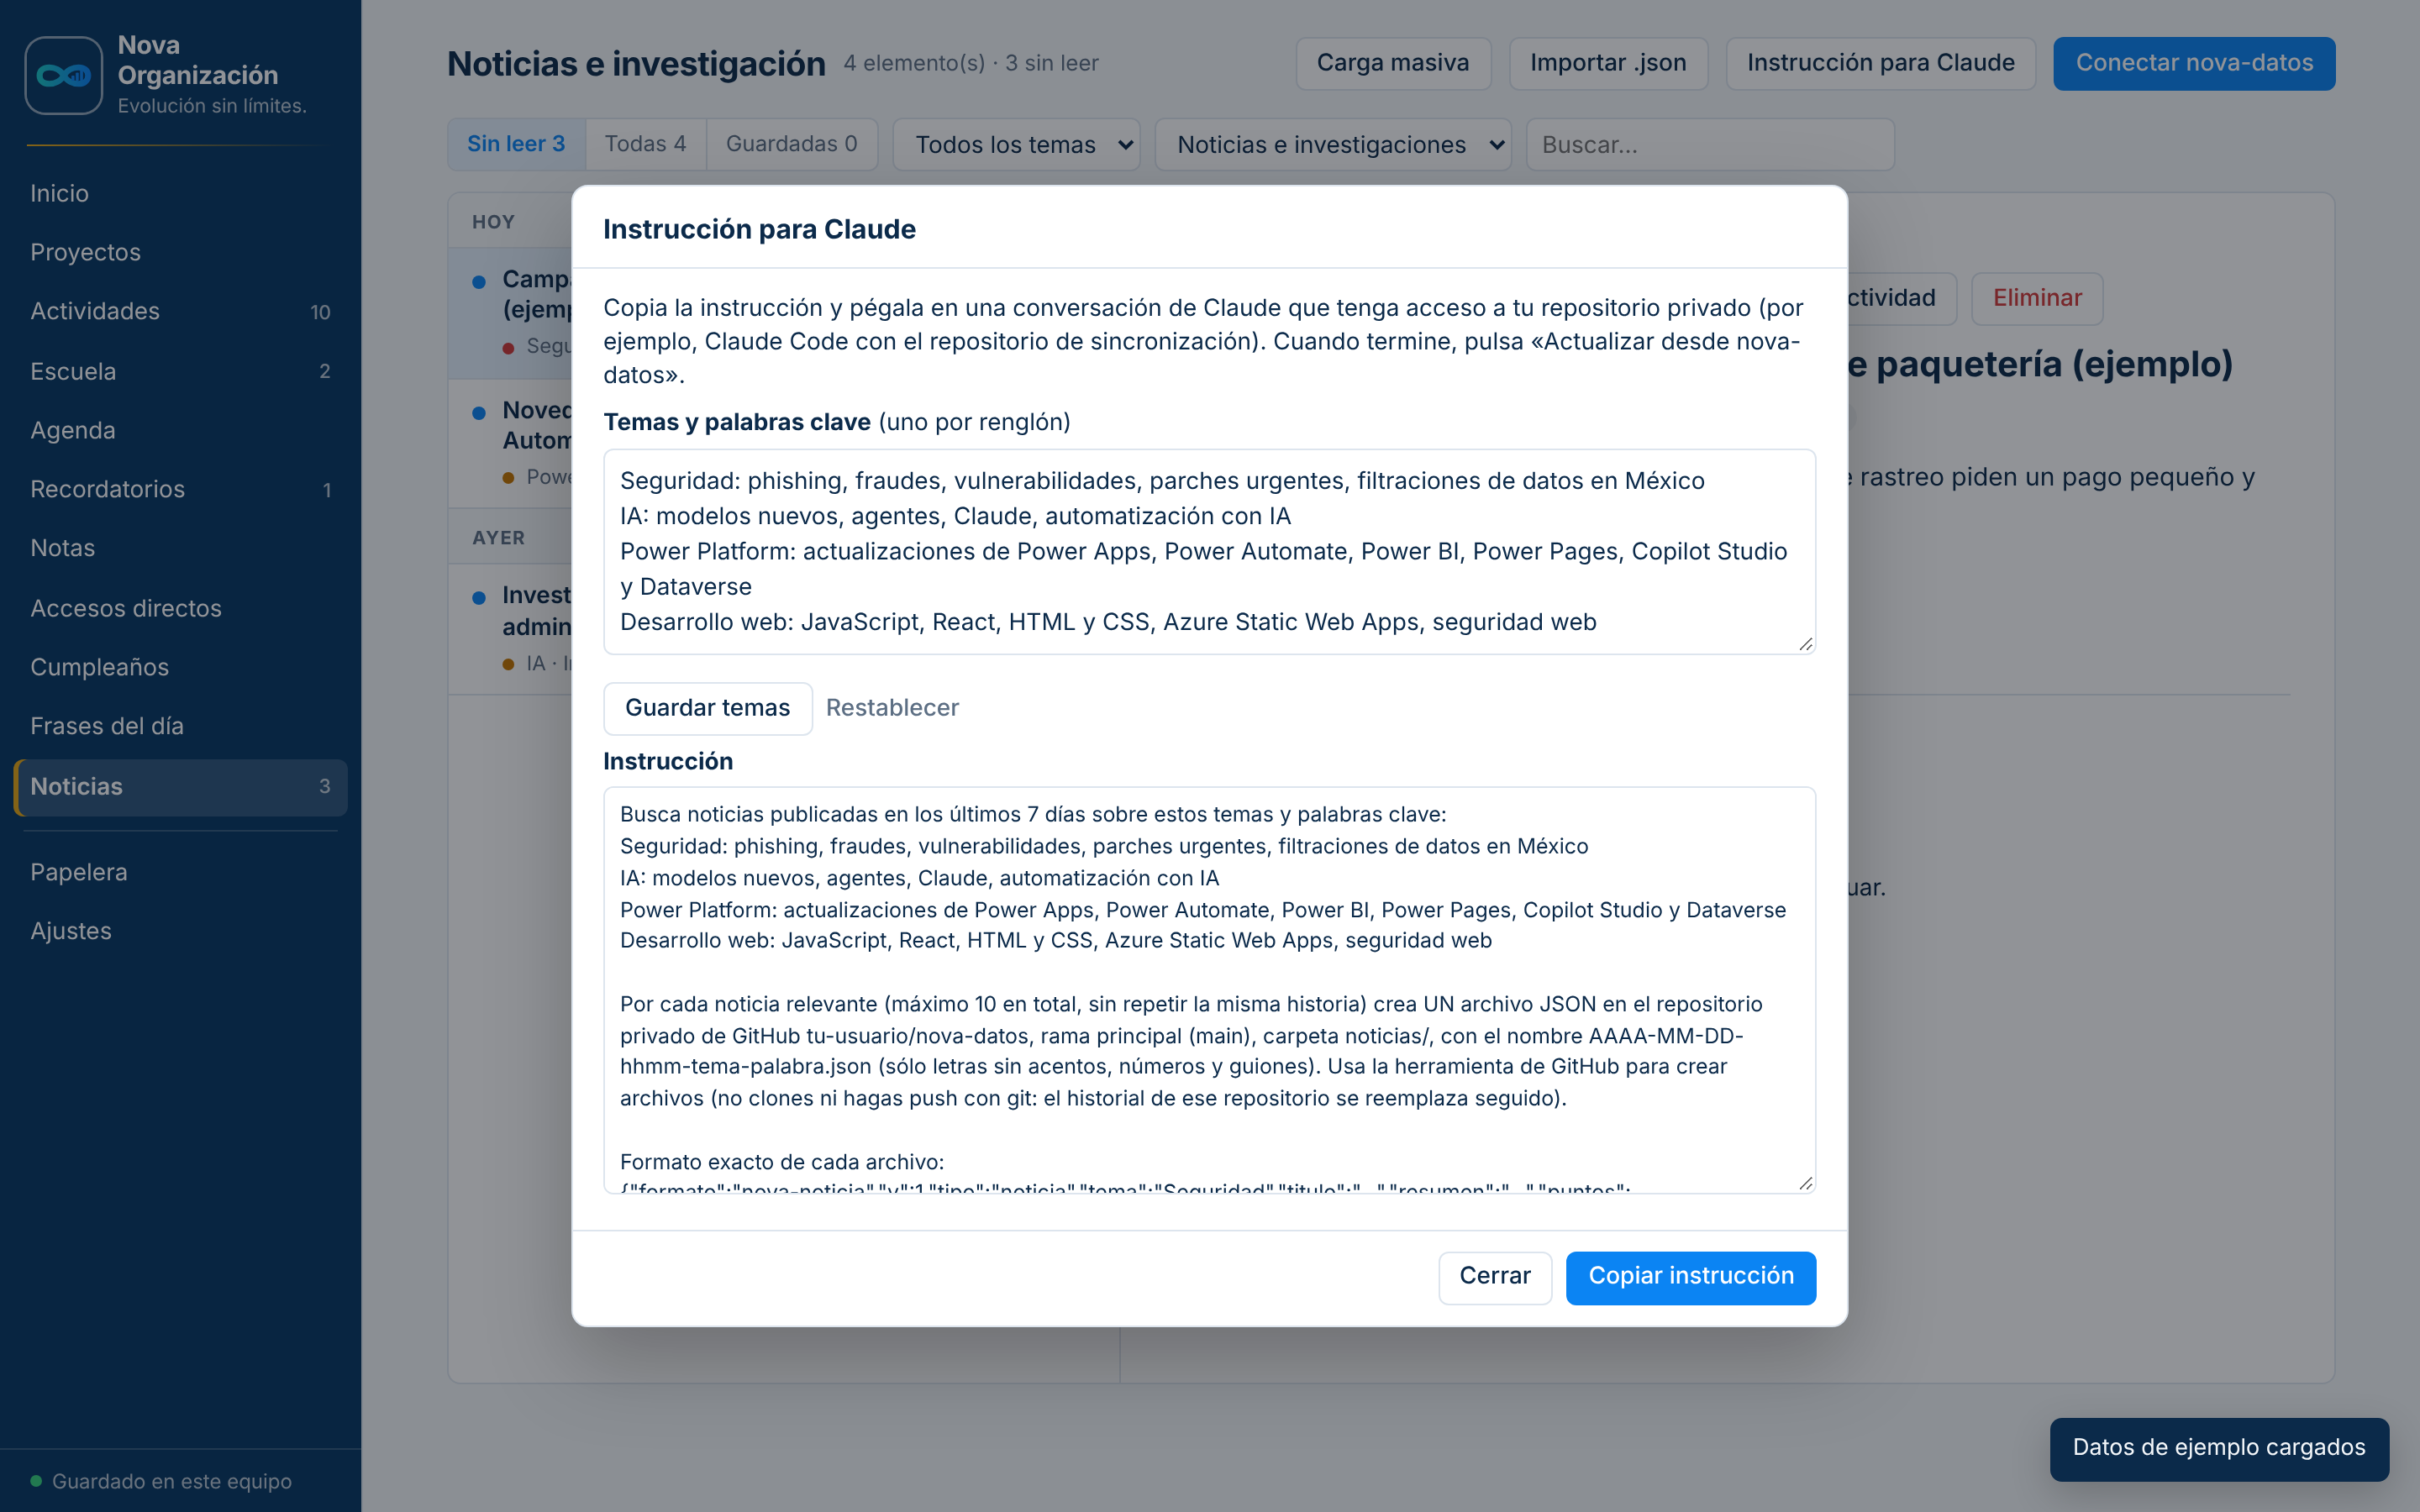 Nova
Organización
Evolución sin límites.
Inicio
Proyectos
Actividades 10
Escuela 2
Agenda
Recordatorios 1
Notas
Accesos directos
Cumpleaños
Frases del día
Noticias 3
Papelera
Ajustes
Guardado en este equipo
Noticias e investigación 4 elemento(s) · 3 sin leer
Carga masiva
Importar .json
Instrucción para Claude
Conectar nova-datos
Sin leer 3
Todas 4
Guardadas 0
Todos los temas
Noticias e investigaciones
Buscar...
HOY
AYER
IA
Eliminar
e paquetería (ejemplo)
rastreo piden un pago pequeño y
Instrucción para Claude
Copia la instrucción y pégala en una conversación de Claude que tenga acceso a tu repositorio privado (por
ejemplo, Claude Code con el repositorio de sincronización). Cuando termine, pulsa «Actualizar desde nova-
datos».
Temas y palabras clave (uno por renglón)
Seguridad: phishing, fraudes, vulnerabilidades, parches urgentes, filtraciones de datos en México
IA: modelos nuevos, agentes, Claude, automatización con IA
Power Platform: actualizaciones de Power Apps, Power Automate, Power BI, Power Pages, Copilot Studio
y Dataverse
Desarrollo web: JavaScript, React, HTML y CSS, Azure Static Web Apps, seguridad web
Guardar temas
Restablecer
Instrucción
Busca noticias publicadas en los últimos 7 días sobre estos temas y palabras clave:
Seguridad: phishing, fraudes, vulnerabilidades, parches urgentes, filtraciones de datos en México
IA: modelos nuevos, agentes, Claude, automatización con IA
Power Platform: actualizaciones de Power Apps, Power Automate, Power BI, Power Pages, Copilot Studio y Dataverse
Desarrollo web: JavaScript, React, HTML y CSS, Azure Static Web Apps, seguridad web
Por cada noticia relevante (máximo 10 en total, sin repetir la misma historia) crea UN archivo JSON en el repositorio
privado de GitHub tu-usuario/nova-datos, rama principal (main), carpeta noticias/, con el nombre AAAA-MM-DD-
hhmm-tema-palabra.json (sólo letras sin acentos, números y guiones). Usa la herramienta de GitHub para crear
archivos (no clones ni hagas push con git: el historial de ese repositorio se reemplaza seguido).
Formato exacto de cada archivo:
Cerrar
Copiar instrucción
Datos de ejemplo cargados